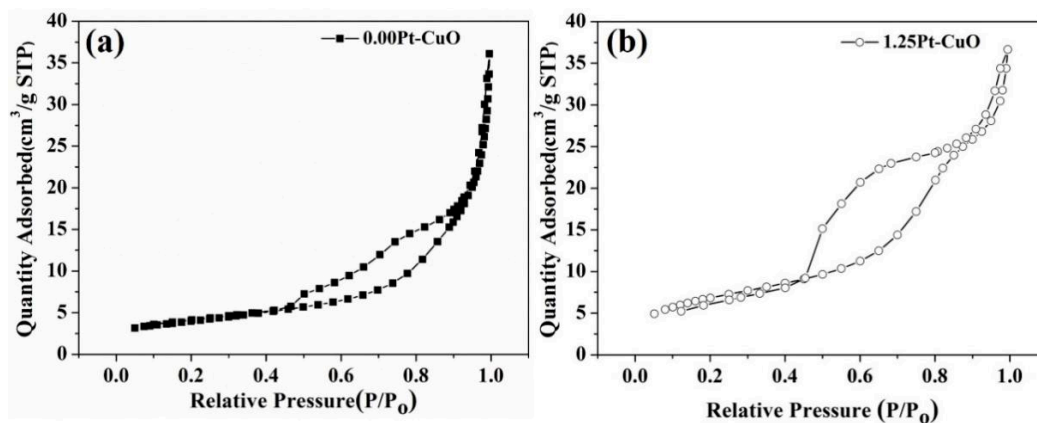 (a)
0.00Pt-CuO
Quantity Adsorbed(cm³/g STP)
40
35
30
25
20
15
10
5
0
0.0 0.2 0.4 0.6 0.8 1.0
Relative Pressure(P/Po)
(b)
1.25Pt-CuO
Quantity Adsorbed(cm³/g STP)
40
35
30
25
20
15
10
5
0
0.0 0.2 0.4 0.6 0.8 1.0
Relative Pressure (P/Po)